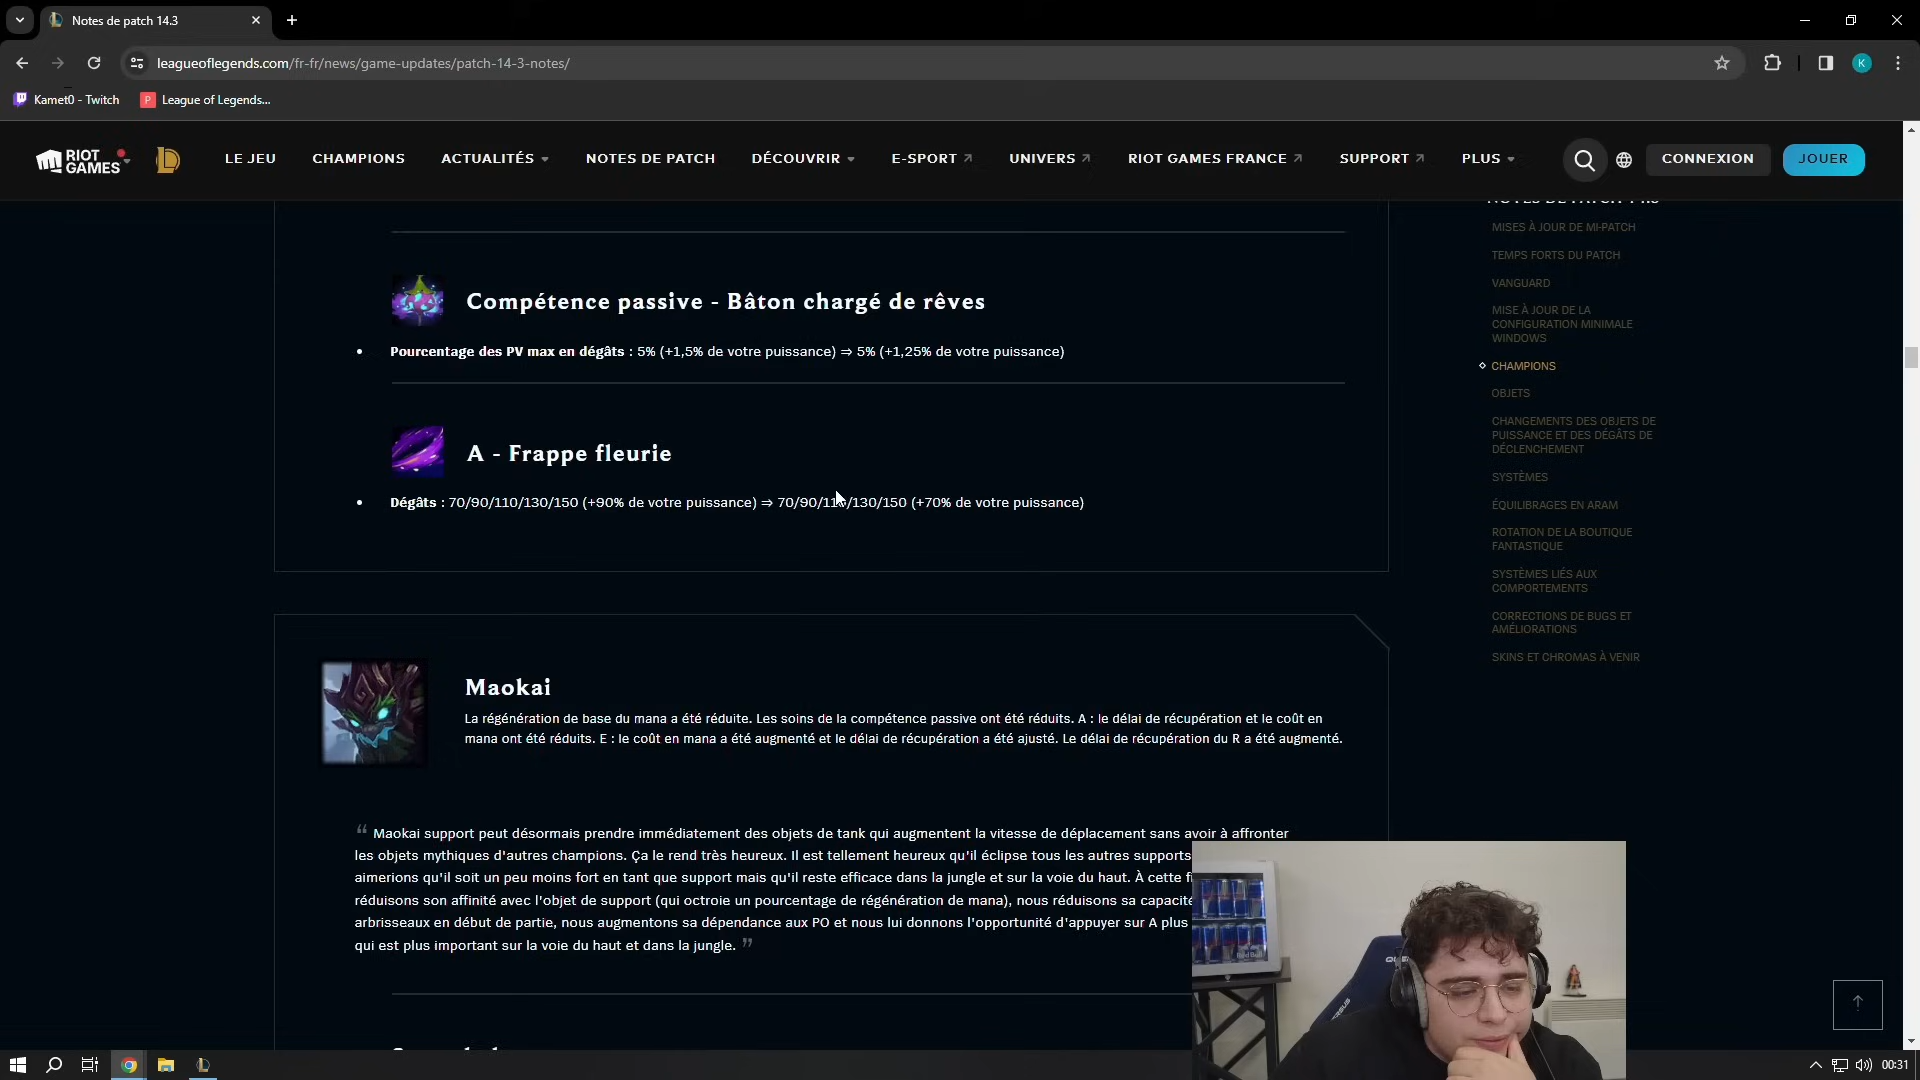 Notes de patch 14.3
leagueoflegends.com/fr-fr/news/game-updates/patch-14-3-notes/
K
Kamet0 - Twitch
P
League of Legends...
RIOT GAMES
LE JEU
CHAMPIONS
ACTUALITÉS
NOTES DE PATCH
DÉCOUVRIR
E-SPORT
UNIVERS
RIOT GAMES FRANCE
SUPPORT
PLUS
CONNEXION
JOUER
Compétence passive - Bâton chargé de rêves
Pourcentage des PV max en dégâts : 5% (+1,5% de votre puissance) ⇒ 5% (+1,25% de votre puissance)
A - Frappe fleurie
Dégâts : 70/90/110/130/150 (+90% de votre puissance) ⇒ 70/90/110/130/150 (+70% de votre puissance)
Maokai
La régénération de base du mana a été réduite. Les soins de la compétence passive ont été réduits. A : le délai de récupération et le coût en
mana ont été réduits. E : le coût en mana a été augmenté et le délai de récupération a été ajusté. Le délai de récupération du R a été augmenté.
“ Maokai support peut désormais prendre immédiatement des objets de tank qui augmentent la vitesse de déplacement sans avoir à affronter
les objets mythiques d'autres champions. Ça le rend très heureux. Il est tellement heureux qu'il éclipse tous les autres supports
aimerions qu'il soit un peu moins fort en tant que support mais qu'il reste efficace dans la jungle et sur la voie du haut. À cette
réduisons son affinité avec l'objet de support (qui octroie un pourcentage de régénération de mana), nous réduisons sa capacité
arbrisseaux en début de partie, nous augmentons sa dépendance aux PO et nous lui donnons l'opportunité d'appuyer sur A plus
qui est plus important sur la voie du haut et dans la jungle. ”
MISES À JOUR DE MI-PATCH
TEMPS FORTS DU PATCH
VANGUARD
MISE À JOUR DE LA
CONFIGURATION MINIMALE
WINDOWS
CHAMPIONS
OBJETS
CHANGEMENTS DES OBJETS DE
PUISSANCE ET DES DÉGÂTS DE
DÉCLENCHEMENT
SYSTÈMES
ÉQUILIBRAGES EN ARAM
ROTATION DE LA BOUTIQUE
FANTASTIQUE
SYSTÈMES LIÉS AUX
COMPORTEMENTS
CORRECTIONS DE BUGS ET
AMÉLIORATIONS
SKINS ET CHROMAS À VENIR
00:31